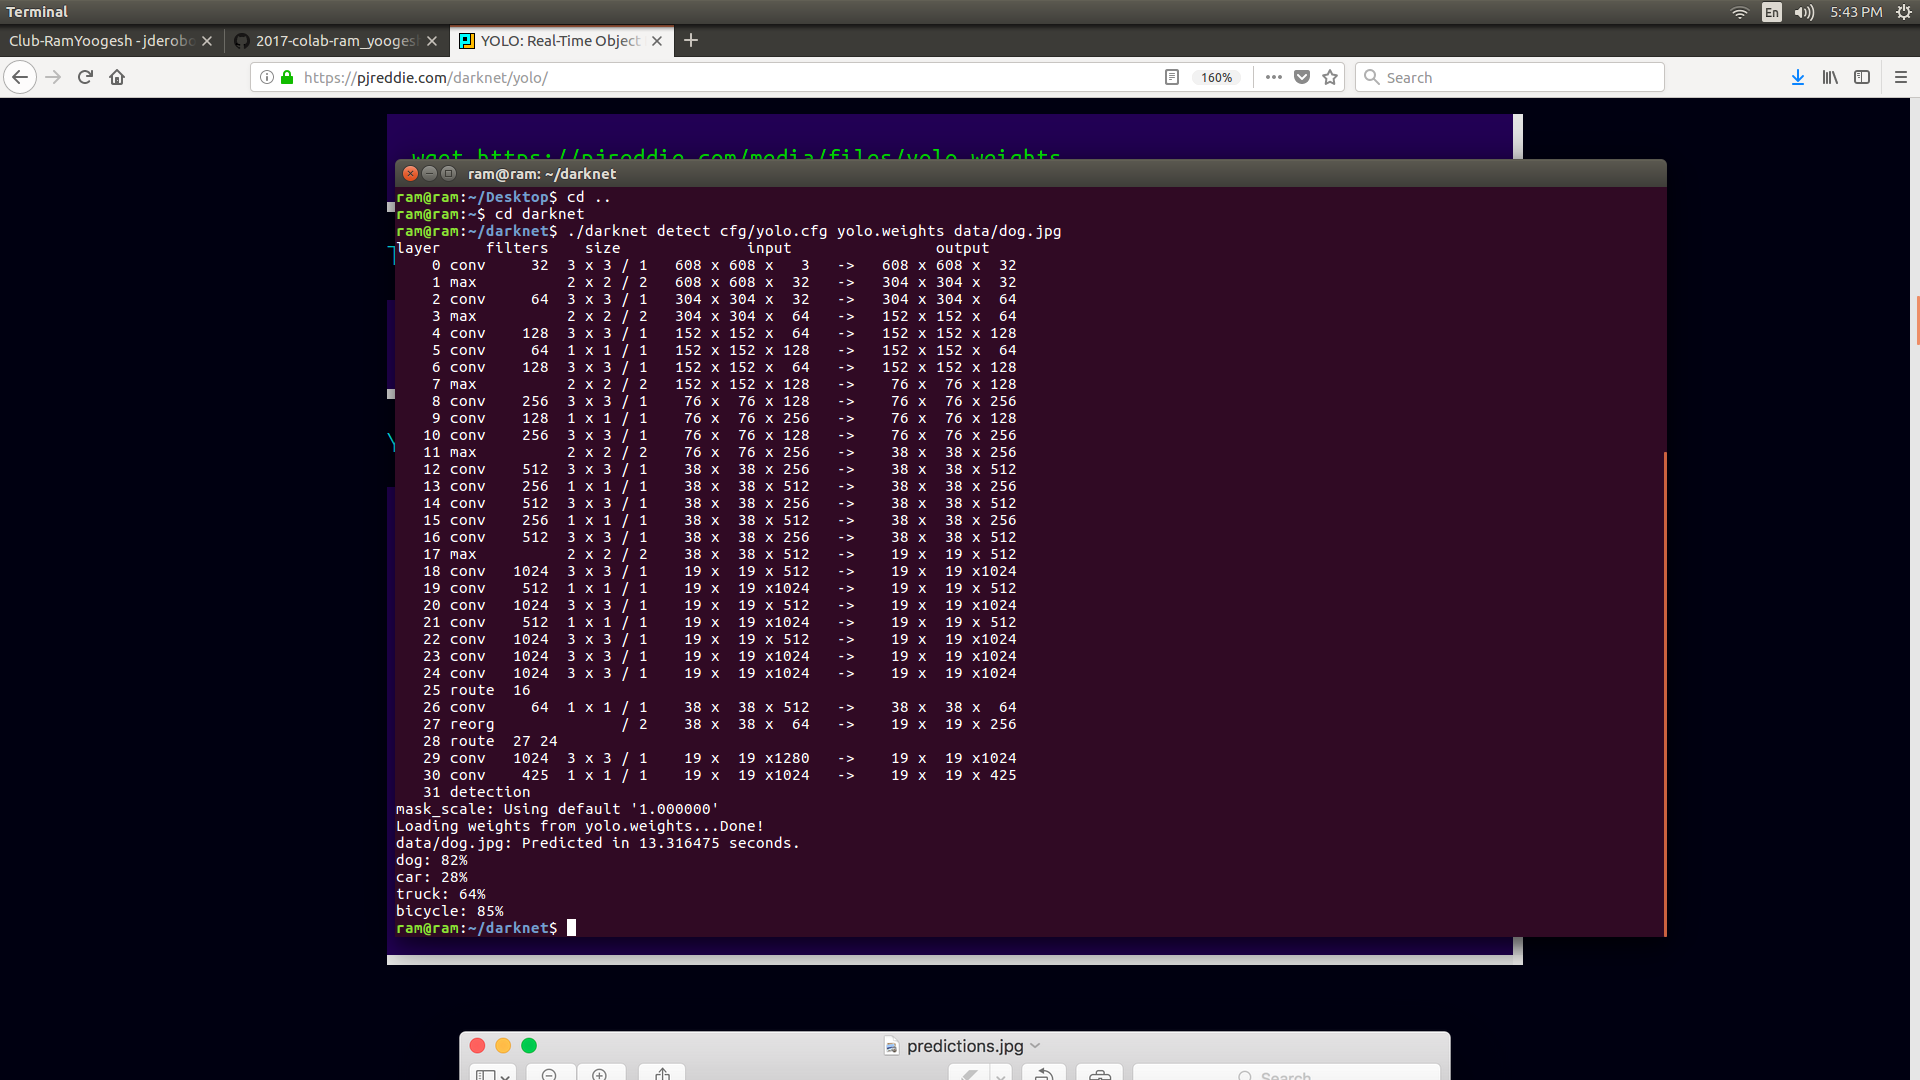 Terminal
En
5:43 PM
Club-RamYoogesh - jderobo
2017-colab-ram_yooges
YOLO: Real-Time Object
https://pjreddie.com/darknet/yolo/
160%
Search
wget https://pjreddie.com/media/files/yolo.weights
ram@ram: ~/darknet
ram@ram:~/Desktop$ cd ..
ram@ram:~$ cd darknet
ram@ram:~/darknet$ ./darknet detect cfg/yolo.cfg yolo.weights data/dog.jpg
layer     filters    size              input                output
    0 conv     32  3 x 3 / 1   608 x 608 x   3   ->   608 x 608 x  32
    1 max          2 x 2 / 2   608 x 608 x  32   ->   304 x 304 x  32
    2 conv     64  3 x 3 / 1   304 x 304 x  32   ->   304 x 304 x  64
    3 max          2 x 2 / 2   304 x 304 x  64   ->   152 x 152 x  64
    4 conv    128  3 x 3 / 1   152 x 152 x  64   ->   152 x 152 x 128
    5 conv     64  1 x 1 / 1   152 x 152 x 128   ->   152 x 152 x  64
    6 conv    128  3 x 3 / 1   152 x 152 x  64   ->   152 x 152 x 128
    7 max          2 x 2 / 2   152 x 152 x 128   ->    76 x  76 x 128
    8 conv    256  3 x 3 / 1    76 x  76 x 128   ->    76 x  76 x 256
    9 conv    128  1 x 1 / 1    76 x  76 x 256   ->    76 x  76 x 128
   10 conv    256  3 x 3 / 1    76 x  76 x 128   ->    76 x  76 x 256
   11 max          2 x 2 / 2    76 x  76 x 256   ->    38 x  38 x 256
   12 conv    512  3 x 3 / 1    38 x  38 x 256   ->    38 x  38 x 512
   13 conv    256  1 x 1 / 1    38 x  38 x 512   ->    38 x  38 x 256
   14 conv    512  3 x 3 / 1    38 x  38 x 256   ->    38 x  38 x 512
   15 conv    256  1 x 1 / 1    38 x  38 x 512   ->    38 x  38 x 256
   16 conv    512  3 x 3 / 1    38 x  38 x 256   ->    38 x  38 x 512
   17 max          2 x 2 / 2    38 x  38 x 512   ->    19 x  19 x 512
   18 conv   1024  3 x 3 / 1    19 x  19 x 512   ->    19 x  19 x1024
   19 conv    512  1 x 1 / 1    19 x  19 x1024   ->    19 x  19 x 512
   20 conv   1024  3 x 3 / 1    19 x  19 x 512   ->    19 x  19 x1024
   21 conv    512  1 x 1 / 1    19 x  19 x1024   ->    19 x  19 x 512
   22 conv   1024  3 x 3 / 1    19 x  19 x 512   ->    19 x  19 x1024
   23 conv   1024  3 x 3 / 1    19 x  19 x1024   ->    19 x  19 x1024
   24 conv   1024  3 x 3 / 1    19 x  19 x1024   ->    19 x  19 x1024
   25 route  16
   26 conv     64  1 x 1 / 1    38 x  38 x 512   ->    38 x  38 x  64
   27 reorg              / 2    38 x  38 x  64   ->    19 x  19 x 256
   28 route  27 24
   29 conv   1024  3 x 3 / 1    19 x  19 x1280   ->    19 x  19 x1024
   30 conv    425  1 x 1 / 1    19 x  19 x1024   ->    19 x  19 x 425
   31 detection
mask_scale: Using default '1.000000'
Loading weights from yolo.weights...Done!
data/dog.jpg: Predicted in 13.316475 seconds.
dog: 82%
car: 28%
truck: 64%
bicycle: 85%
ram@ram:~/darknet$
predictions.jpg
Search